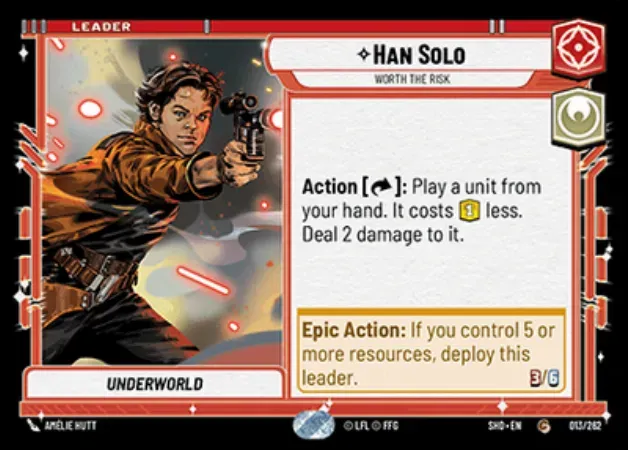 LEADER
HAN SOLO
WORTH THE RISK
Action [ ]: Play a unit from
your hand. It costs 1 less.
Deal 2 damage to it.
Epic Action: If you control 5 or
more resources, deploy this
leader.
3/6
UNDERWORLD
AMÉLIE HUTT
© LFL © FFG
SHD • EN
C
013/262